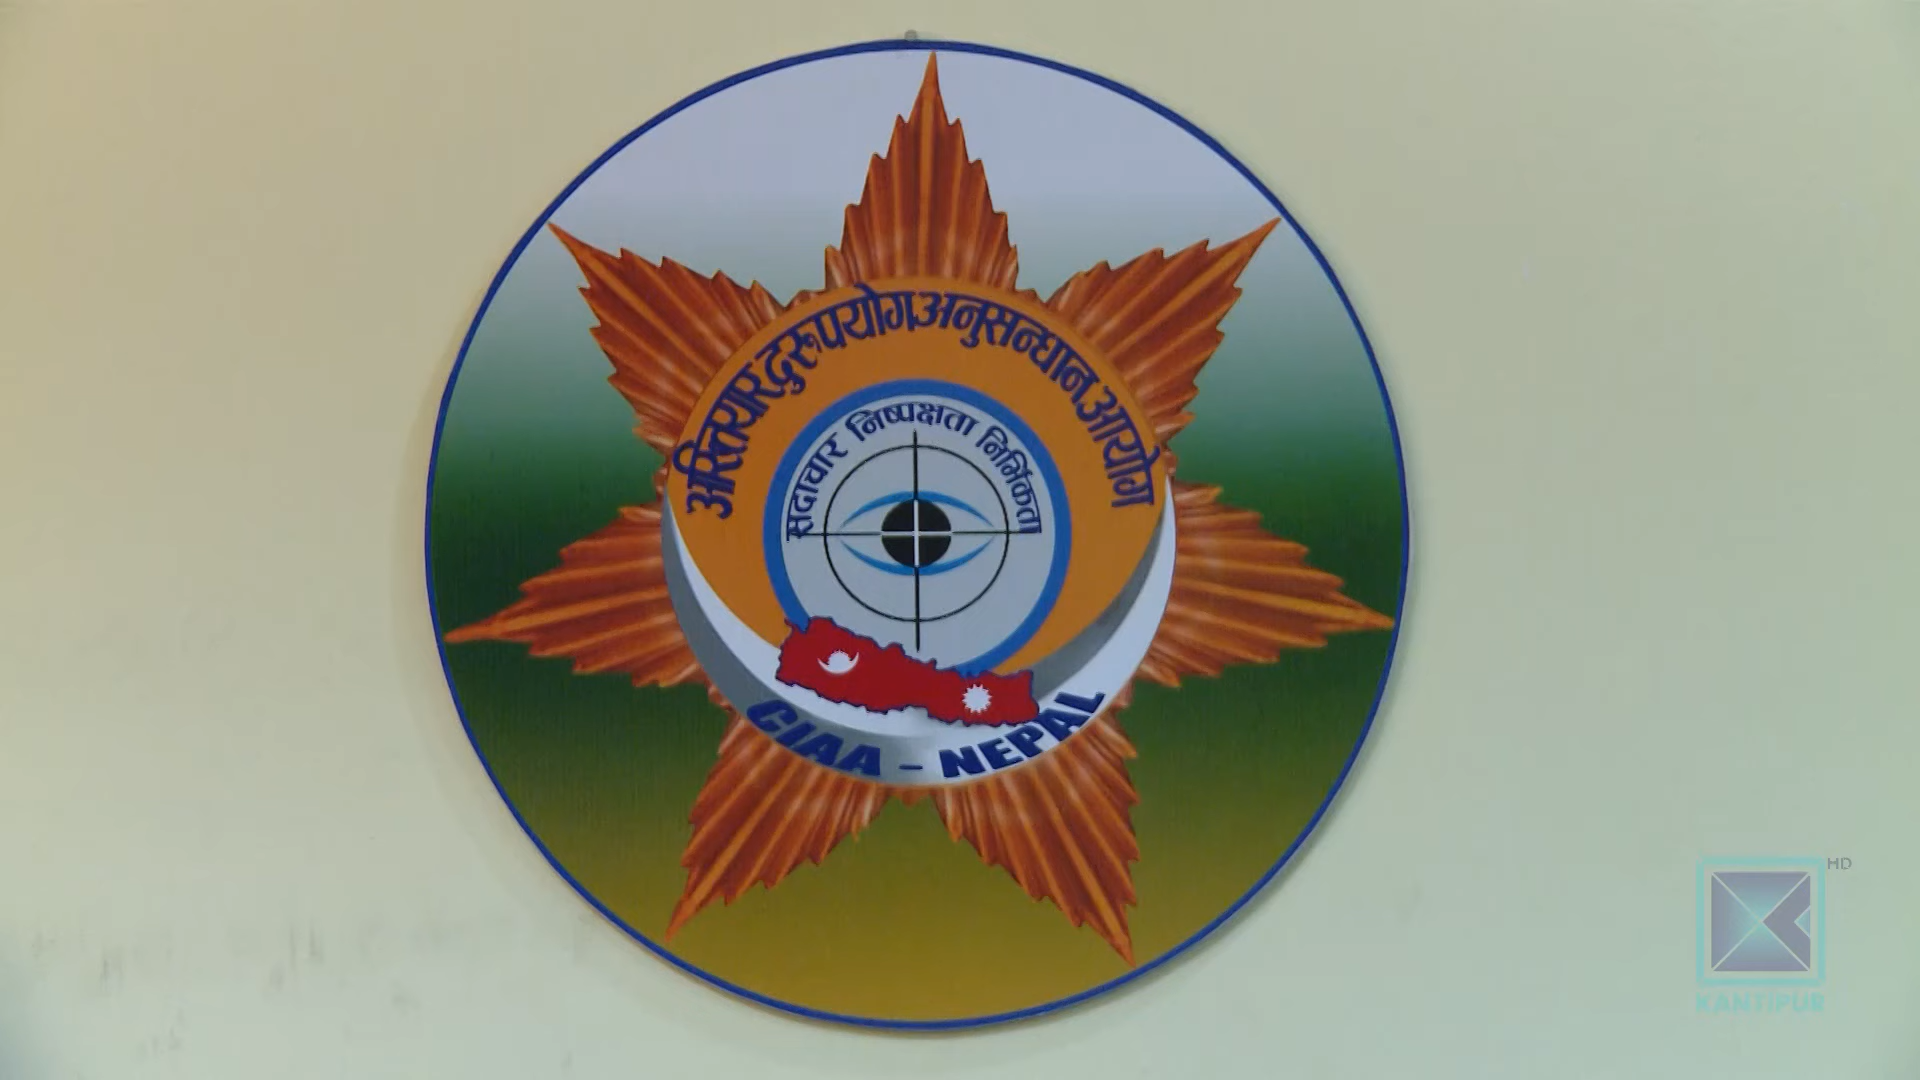 अख्तियार दुरुपयोग अनुसन्धान आयोग
सदाचार निष्पक्षता निर्भिकता
CIAA - NEPAL
HD
KANTIPUR